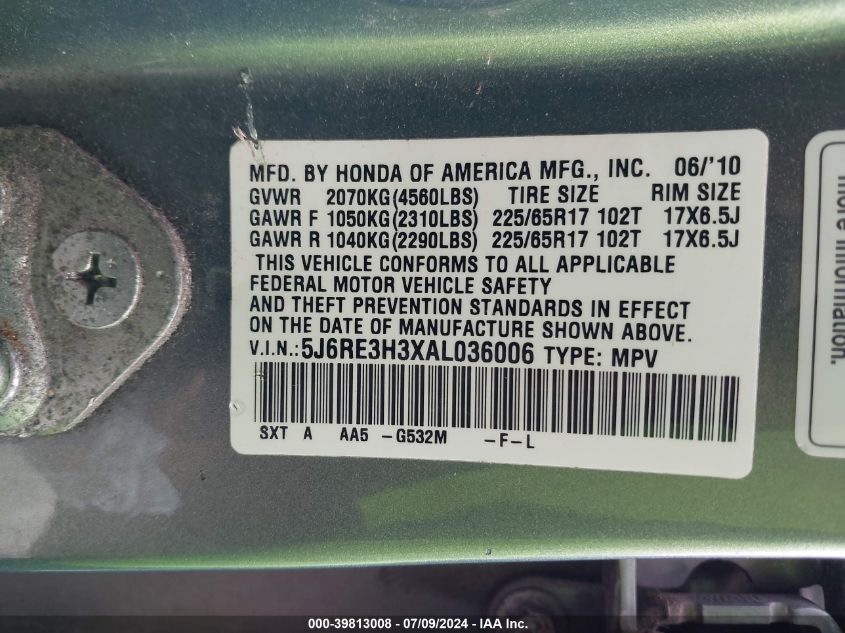 MFD. BY HONDA OF AMERICA MFG., INC. 06/'10
GVWR 2070KG(4560LBS) TIRE SIZE RIM SIZE
GAWR F 1050KG(2310LBS) 225/65R17 102T 17X6.5J
GAWR R 1040KG(2290LBS) 225/65R17 102T 17X6.5J
THIS VEHICLE CONFORMS TO ALL APPLICABLE
FEDERAL MOTOR VEHICLE SAFETY
AND THEFT PREVENTION STANDARDS IN EFFECT
ON THE DATE OF MANUFACTURE SHOWN ABOVE.
V.I.N.:5J6RE3H3XAL036006 TYPE: MPV
SXT A AA5 -G532M -F-L
more information.
000-39813008 - 07/09/2024 - IAA Inc.